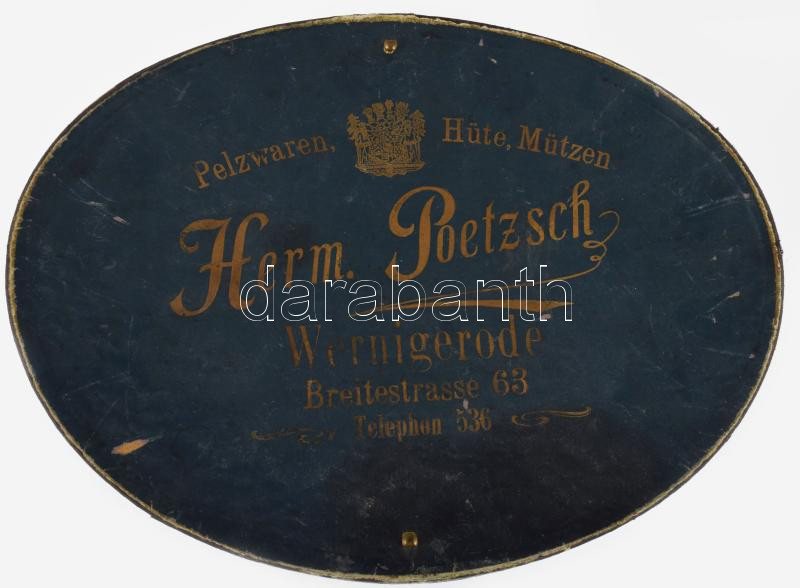 Pelzwaren, Hüte, Mützen
Herm. Poetzsch
darabanth
Wernigerode
Breitestrasse 63
Telephon 536